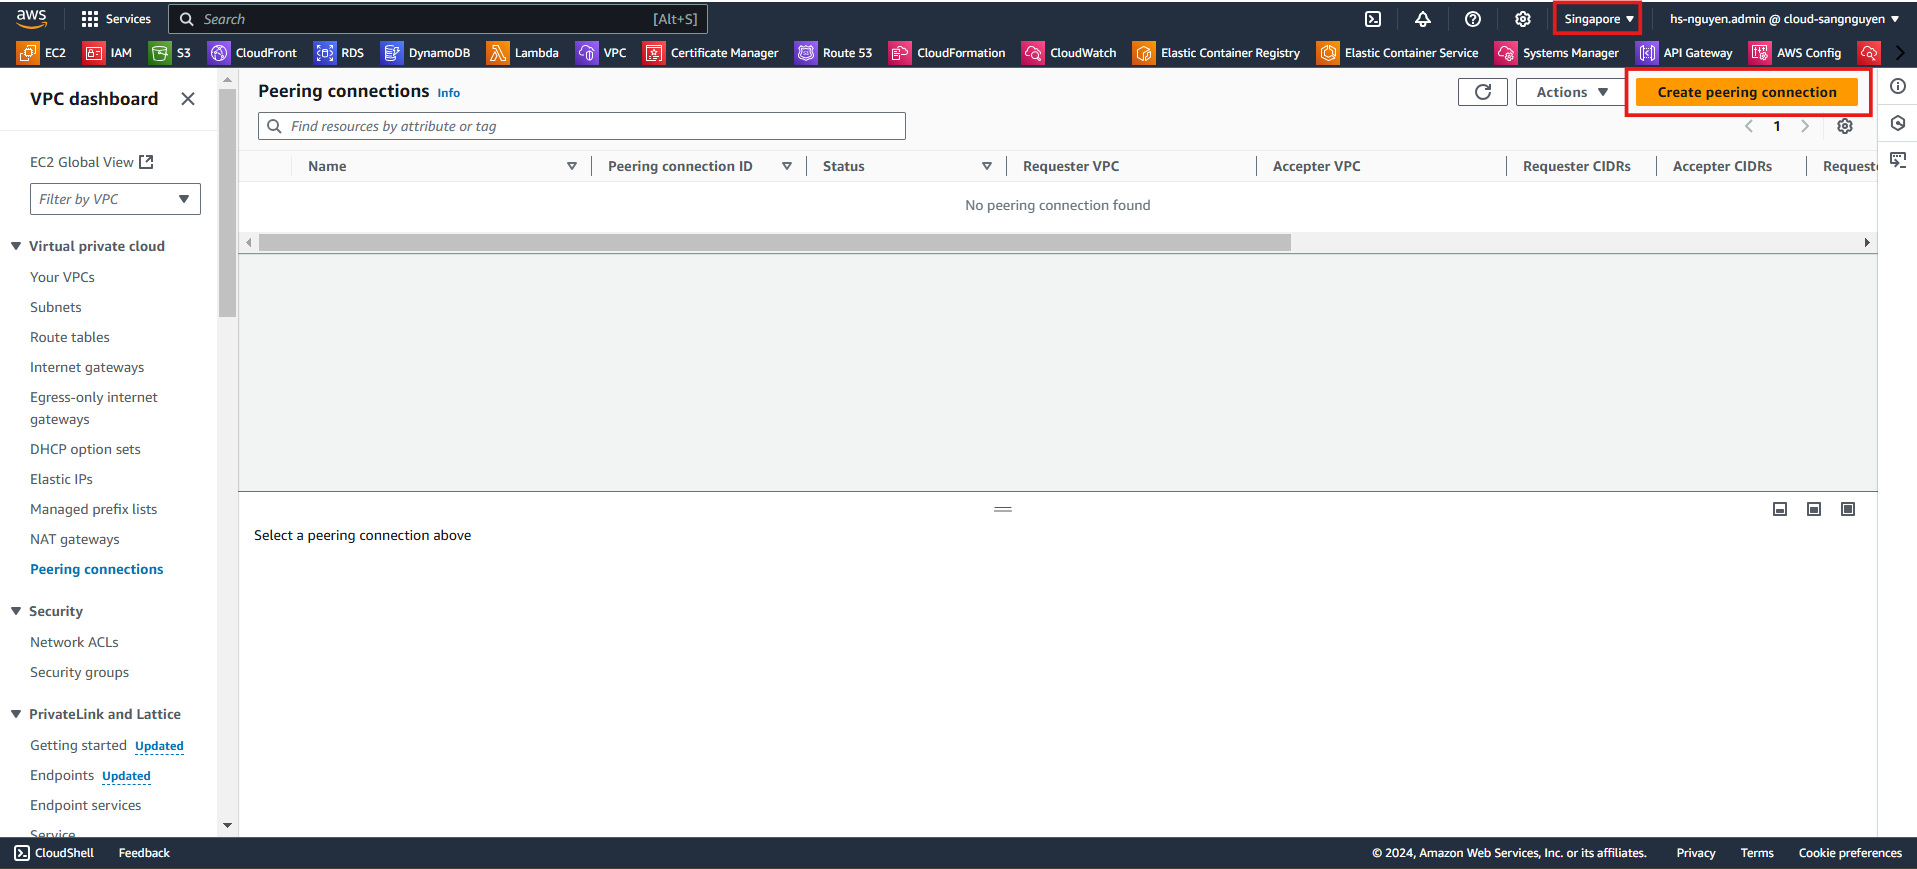 aws
Services
Search
[Alt+S]
Singapore
hs-nguyen.admin @ cloud-sangnguyen
EC2
IAM
S3
CloudFront
RDS
DynamoDB
Lambda
VPC
Certificate Manager
Route 53
CloudFormation
CloudWatch
Elastic Container Registry
Elastic Container Service
Systems Manager
API Gateway
AWS Config
VPC dashboard
EC2 Global View
Filter by VPC
Virtual private cloud
Your VPCs
Subnets
Route tables
Internet gateways
Egress-only internet
gateways
DHCP option sets
Elastic IPs
Managed prefix lists
NAT gateways
Peering connections
Security
Network ACLs
Security groups
PrivateLink and Lattice
Getting started Updated
Endpoints Updated
Endpoint services
Service
Peering connections Info
Actions
Create peering connection
Find resources by attribute or tag
1
Name
Peering connection ID
Status
Requester VPC
Accepter VPC
Requester CIDRs
Accepter CIDRs
Requeste
No peering connection found
Select a peering connection above
CloudShell
Feedback
© 2024, Amazon Web Services, Inc. or its affiliates.
Privacy
Terms
Cookie preferences